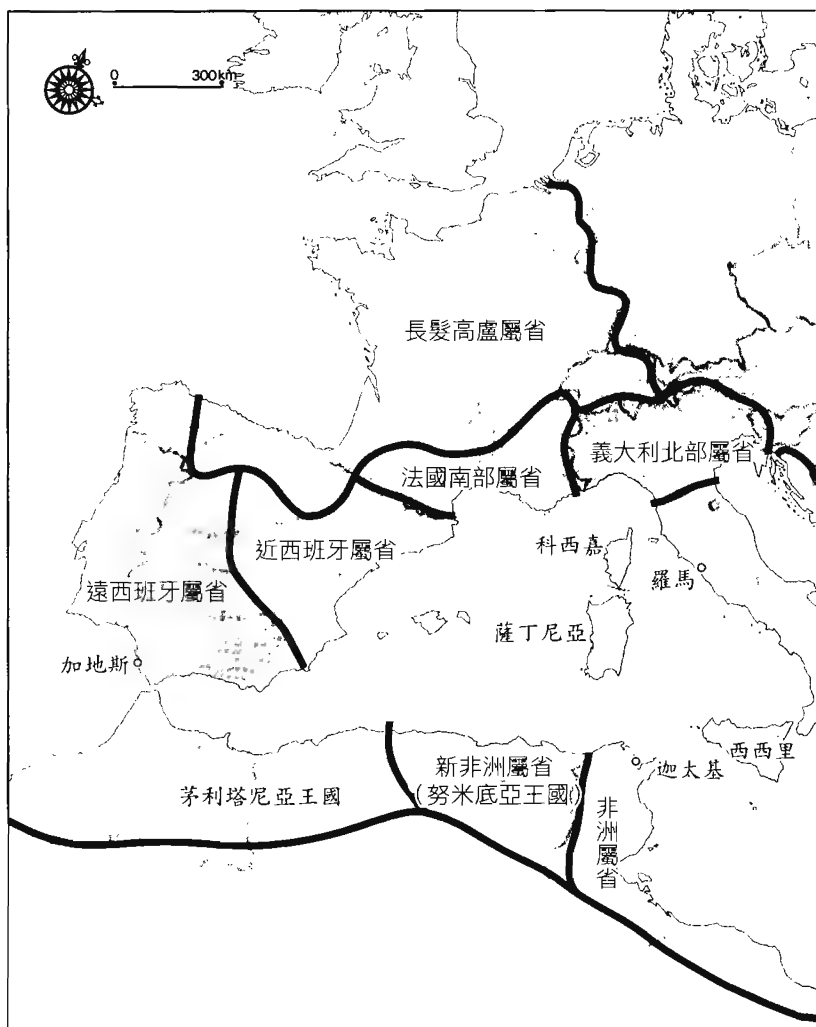 0 300km
長髮高盧屬省
法國南部屬省
義大利北部屬省
近西班牙屬省
科西嘉
遠西班牙屬省
羅馬
薩丁尼亞
加地斯
西西里
新非洲屬省
(努米底亞王國)
迦太基
茅利塔尼亞王國
非洲屬省